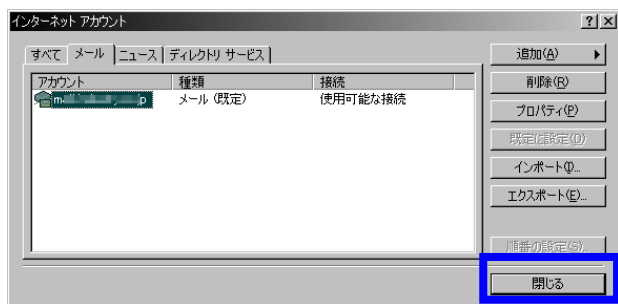 インターネット アカウント
すべて メール ニュース ディレクトリ サービス
追加(A)
アカウント 種類 接続
削除(R)
メール (既定) 使用可能な接続
プロパティ(P)
既定に設定(D)
インポート(I)...
エクスポート(E)...
順番の設定(S)...
閉じる